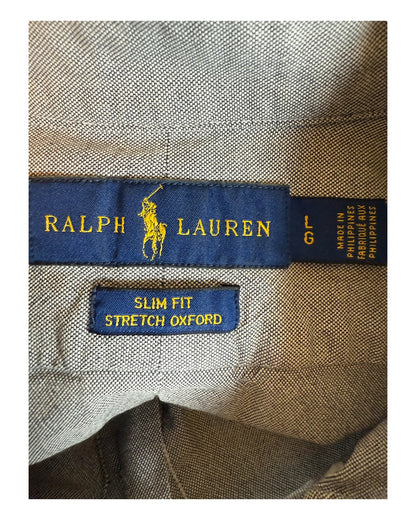 RALPH LAUREN
L
G
MADE IN
PHILIPPINES
FABRIQUÉ AUX
PHILIPPINES
SLIM FIT
STRETCH OXFORD